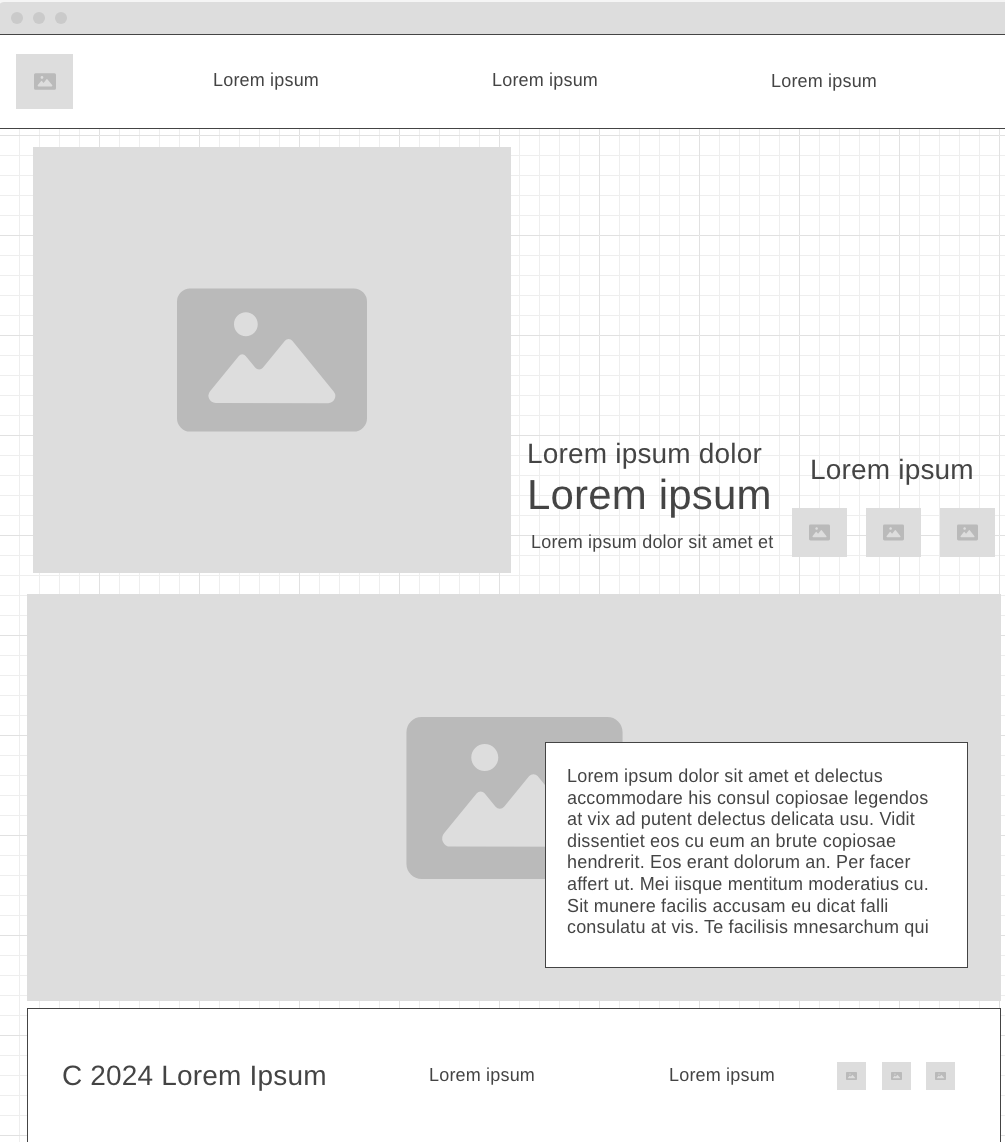 Lorem ipsum
Lorem ipsum
Lorem ipsum
Lorem ipsum dolor
Lorem ipsum
Lorem ipsum dolor sit amet et
Lorem ipsum
Lorem ipsum dolor sit amet et delectus
accommodare his consul copiosae legendos
at vix ad putent delectus delicata usu. Vidit
dissentiet eos cu eum an brute copiosae
hendrerit. Eos erant dolorum an. Per facer
affert ut. Mei iisque mentitum moderatius cu.
Sit munere facilis accusam eu dicat falli
consulatu at vis. Te facilisis mnesarchum qui
C 2024 Lorem Ipsum
Lorem ipsum
Lorem ipsum